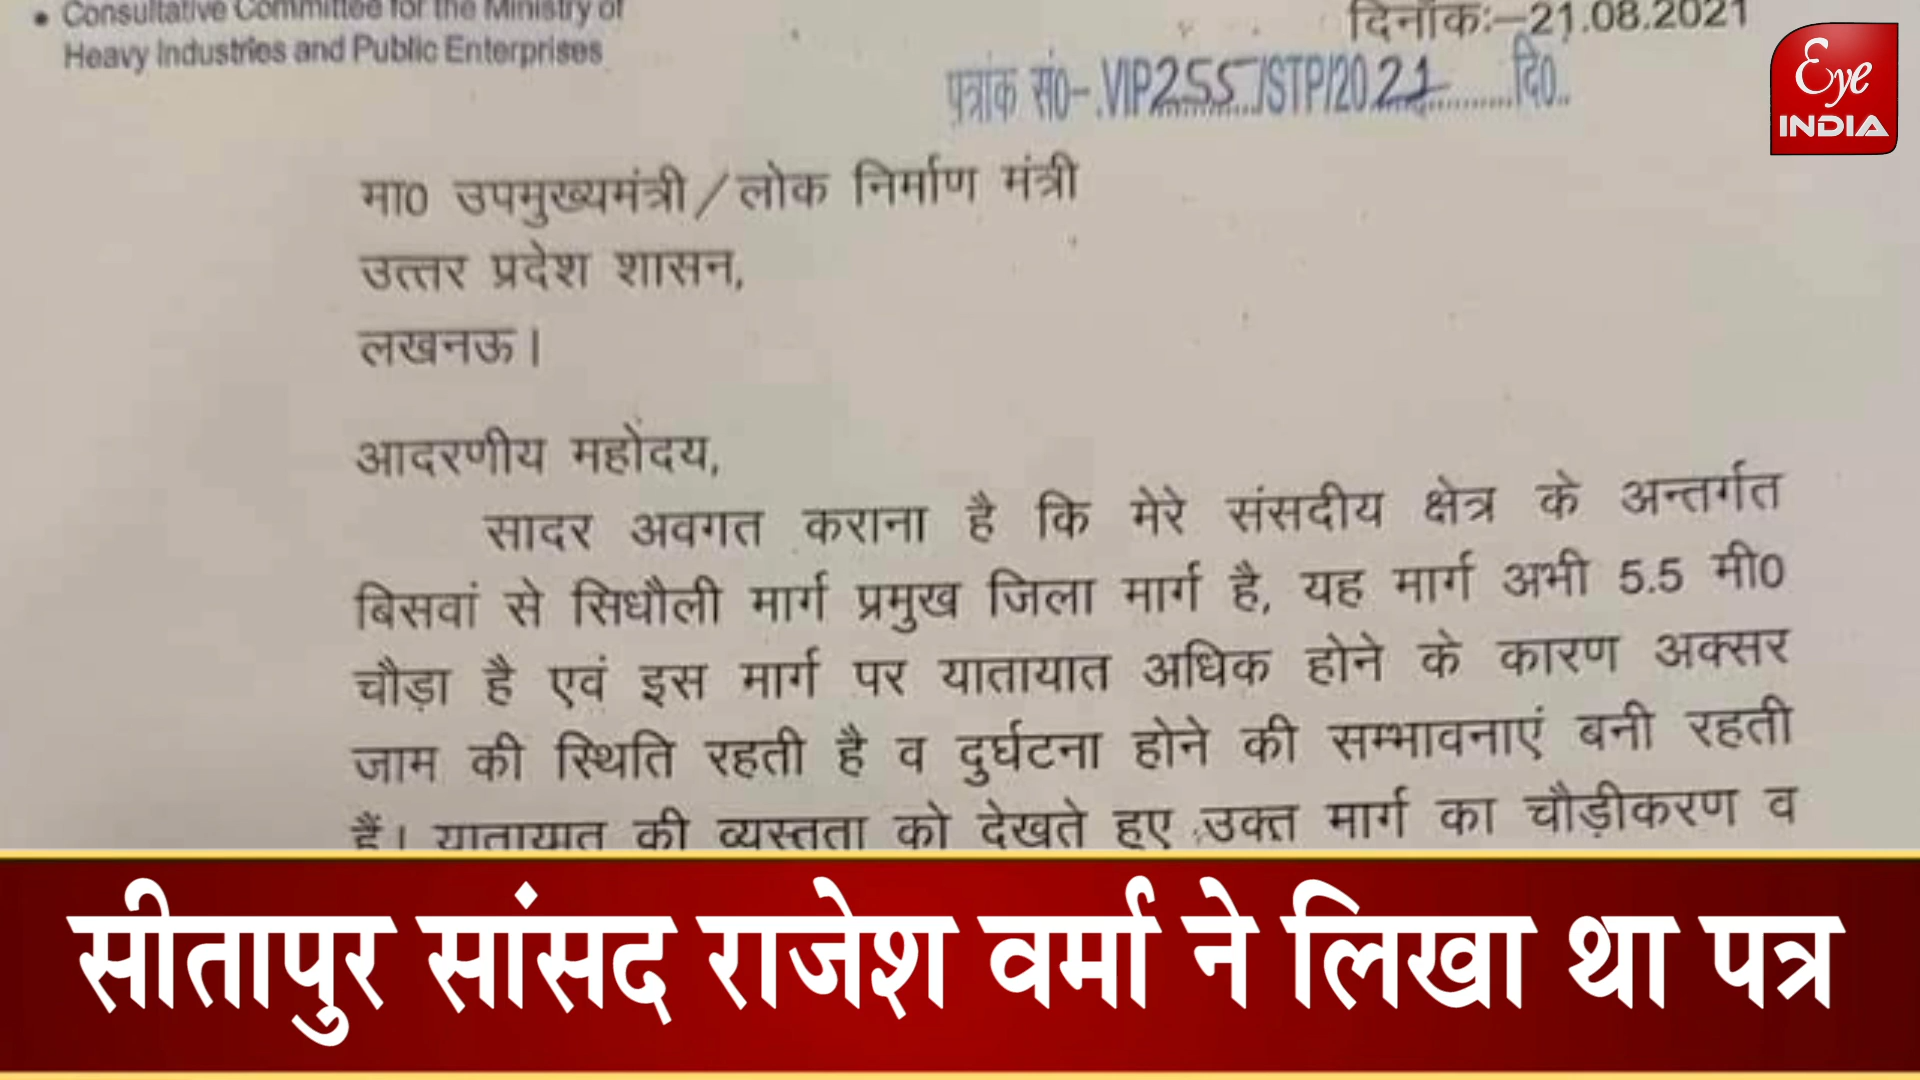 • Consultative Committee for the Ministry of
Heavy Industries and Public Enterprises
दिनॉकः–21.08.2021
पत्रांक सं०-.VIP255/STP/2021..........दि०..
Eye
INDIA
मा0 उपमुख्यमंत्री/लोक निर्माण मंत्री
उत्तर प्रदेश शासन,
लखनऊ।
आदरणीय महोंदय,
सादर अवगत कराना है कि मेरे संसदीय क्षेत्र के अन्तर्गत
बिसवां से सिधौली मार्ग प्रमुख जिला मार्ग है, यह मार्ग अभी 5.5 मी0
चौड़ा है एवं इस मार्ग पर यातायात अधिक होने के कारण अक्सर
जाम की स्थिति रहती है व दुर्घटना होने की सम्भावनाएं बनी रहती
हैं। यातायात की व्यस्तता को देखते हुए उक्त मार्ग का चौड़ीकरण व
सीतापुर सांसद राजेश वर्मा ने लिखा था पत्र